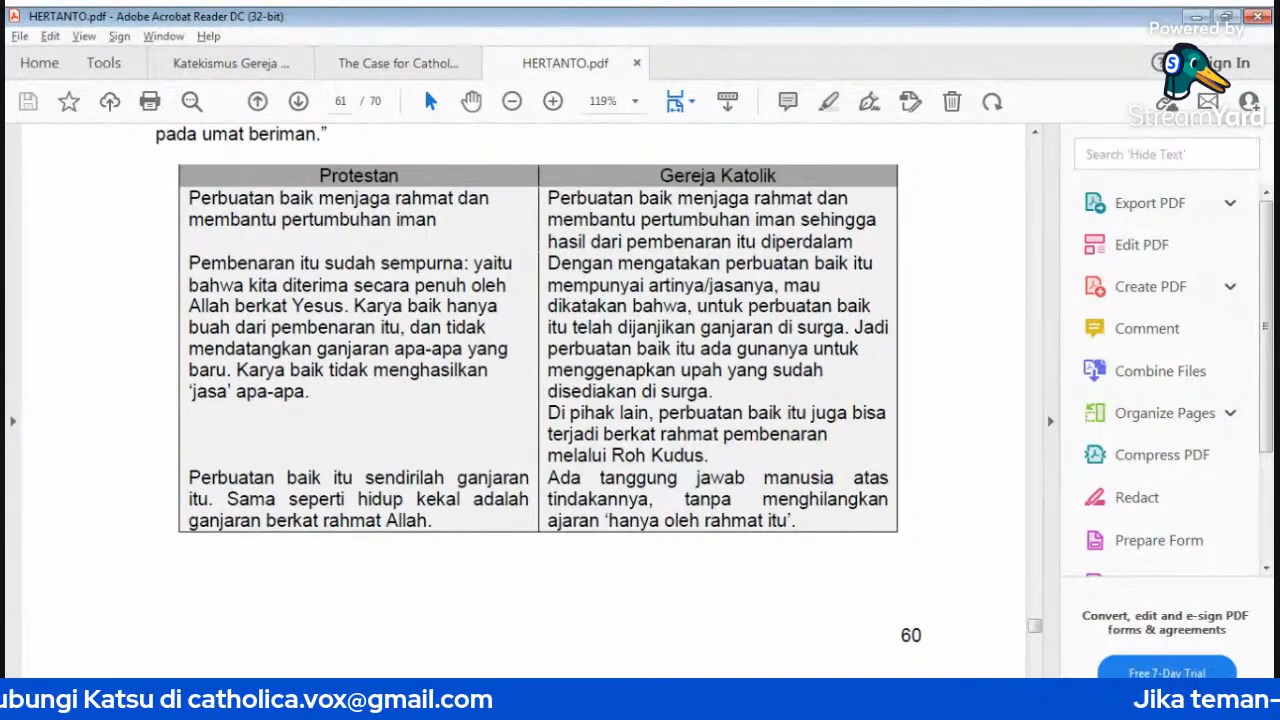 HERTANTO.pdf - Adobe Acrobat Reader DC (32-bit)
File Edit View Sign Window Help
Powered by
Home Tools Katekismus Gereja ... The Case for Cathol... HERTANTO.pdf × Sign In
61 / 70 119%
StreamYard
pada umat beriman.”
Protestan
Perbuatan baik menjaga rahmat dan
membantu pertumbuhan iman
Pembenaran itu sudah sempurna: yaitu
bahwa kita diterima secara penuh oleh
Allah berkat Yesus. Karya baik hanya
buah dari pembenaran itu, dan tidak
mendatangkan ganjaran apa-apa yang
baru. Karya baik tidak menghasilkan
‘jasa’ apa-apa.
Perbuatan baik itu sendirilah ganjaran
itu. Sama seperti hidup kekal adalah
ganjaran berkat rahmat Allah.
Gereja Katolik
Perbuatan baik menjaga rahmat dan
membantu pertumbuhan iman sehingga
hasil dari pembenaran itu diperdalam
Dengan mengatakan perbuatan baik itu
mempunyai artinya/jasanya, mau
dikatakan bahwa, untuk perbuatan baik
itu telah dijanjikan ganjaran di surga. Jadi
perbuatan baik itu ada gunanya untuk
menggenapkan upah yang sudah
disediakan di surga.
Di pihak lain, perbuatan baik itu juga bisa
terjadi berkat rahmat pembenaran
melalui Roh Kudus.
Ada tanggung jawab manusia atas
tindakannya, tanpa menghilangkan
ajaran ‘hanya oleh rahmat itu’.
60
Search 'Hide Text'
Export PDF
Edit PDF
Create PDF
Comment
Combine Files
Organize Pages
Compress PDF
Redact
Prepare Form
Convert, edit and e-sign PDF
forms & agreements
Free 7-Day Trial
ubungi Katsu di catholica.vox@gmail.com
Jika teman-